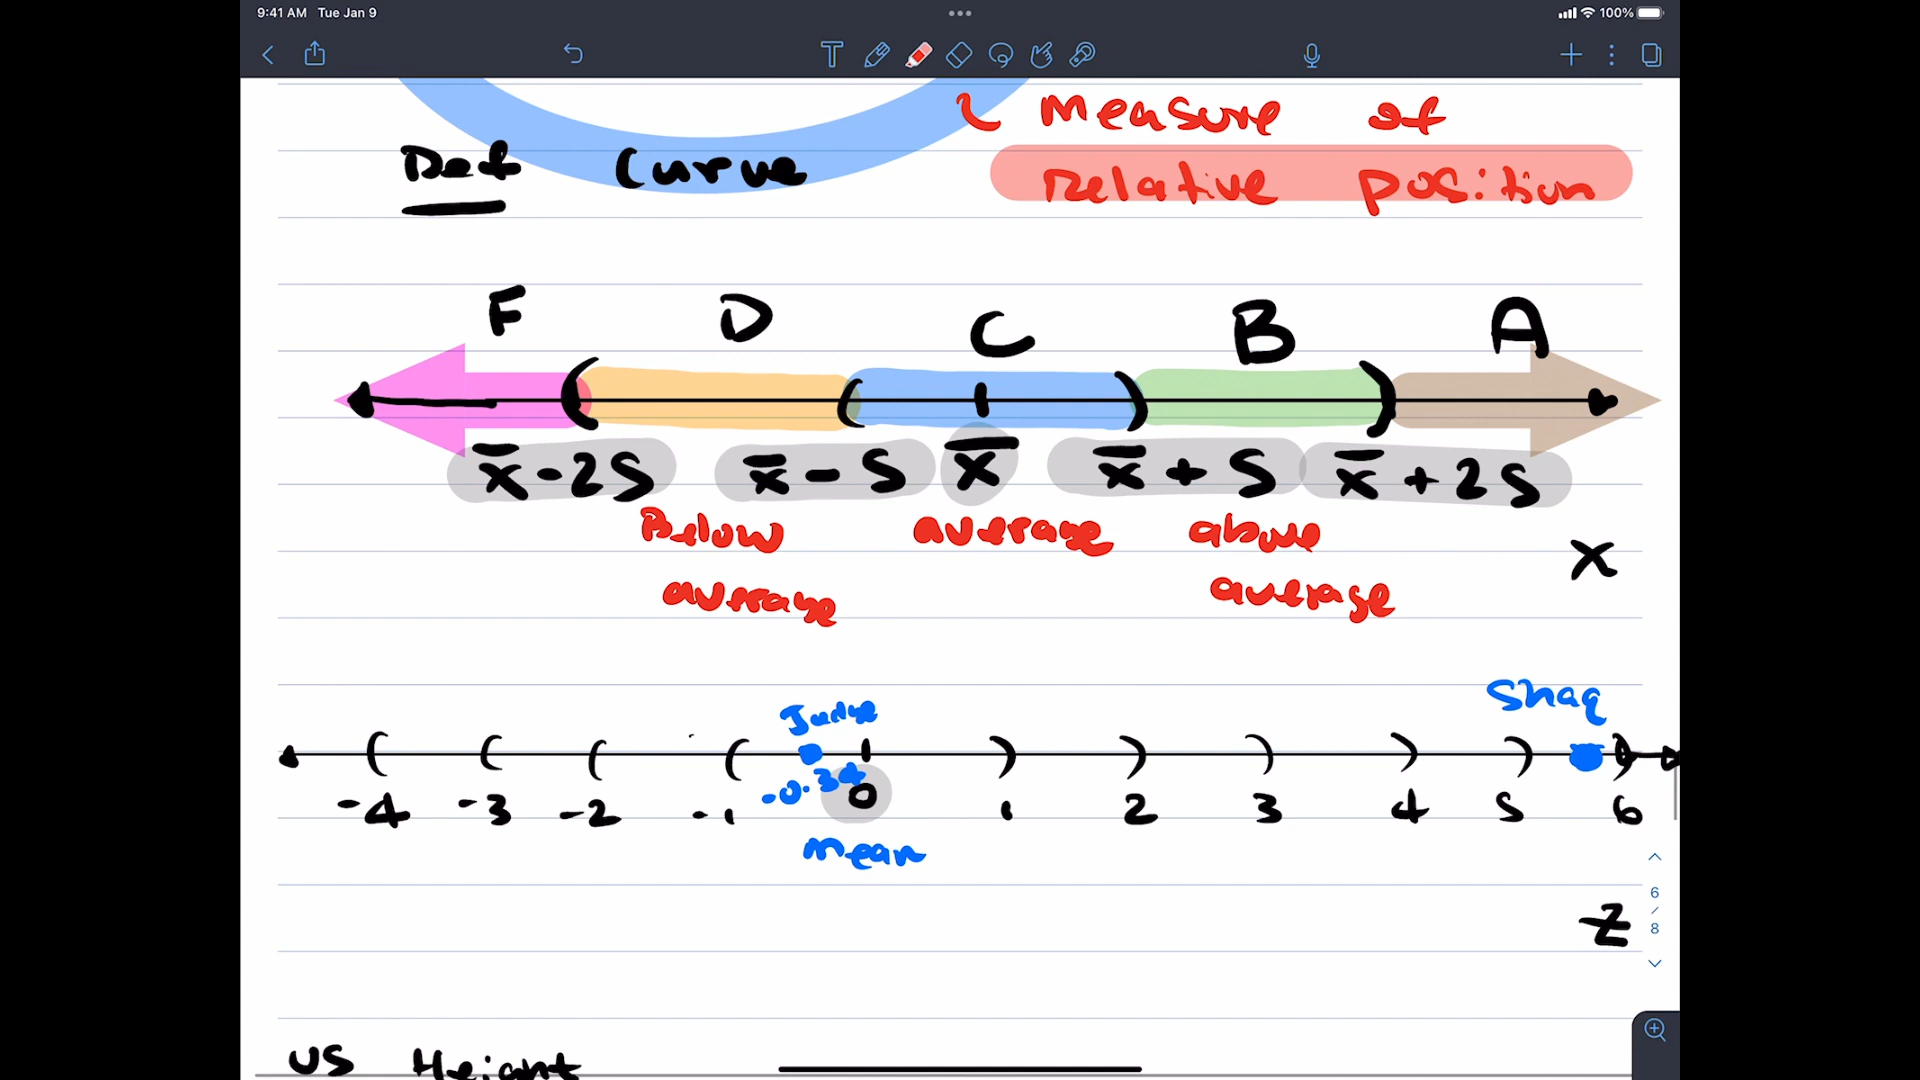 9:41 AM Tue Jan 9 100%
Measure of
Def Curve
Relative position
F D C B A
x̄ - 2S x̄ - S x̄ x̄ + S x̄ + 2S
Below average above
average average
x
Shaq
Judge
-0.34
-4 -3 -2 -1 0 1 2 3 4 5 6
mean
6
/
8
z
US Height